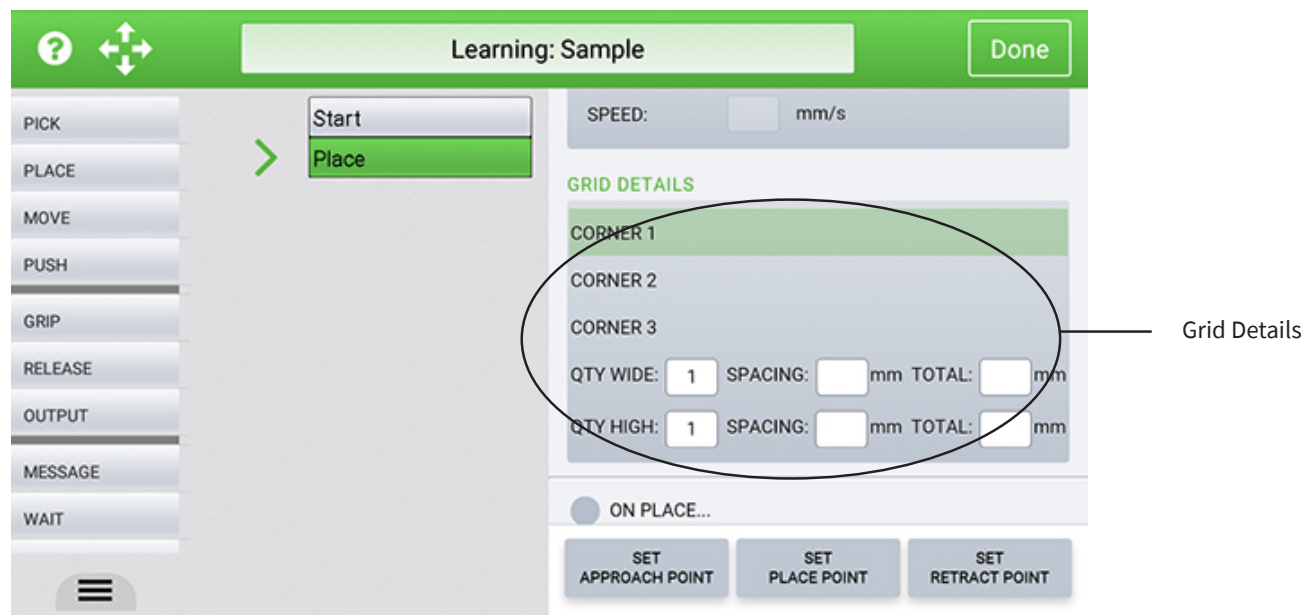 ?
Learning: Sample
Done
PICK
PLACE
MOVE
PUSH
GRIP
RELEASE
OUTPUT
MESSAGE
WAIT
Start
Place
SPEED: mm/s
GRID DETAILS
CORNER 1
CORNER 2
CORNER 3
QTY WIDE: 1 SPACING: mm TOTAL: mm
QTY HIGH: 1 SPACING: mm TOTAL: mm
ON PLACE...
SET
APPROACH POINT
SET
PLACE POINT
SET
RETRACT POINT
Grid Details